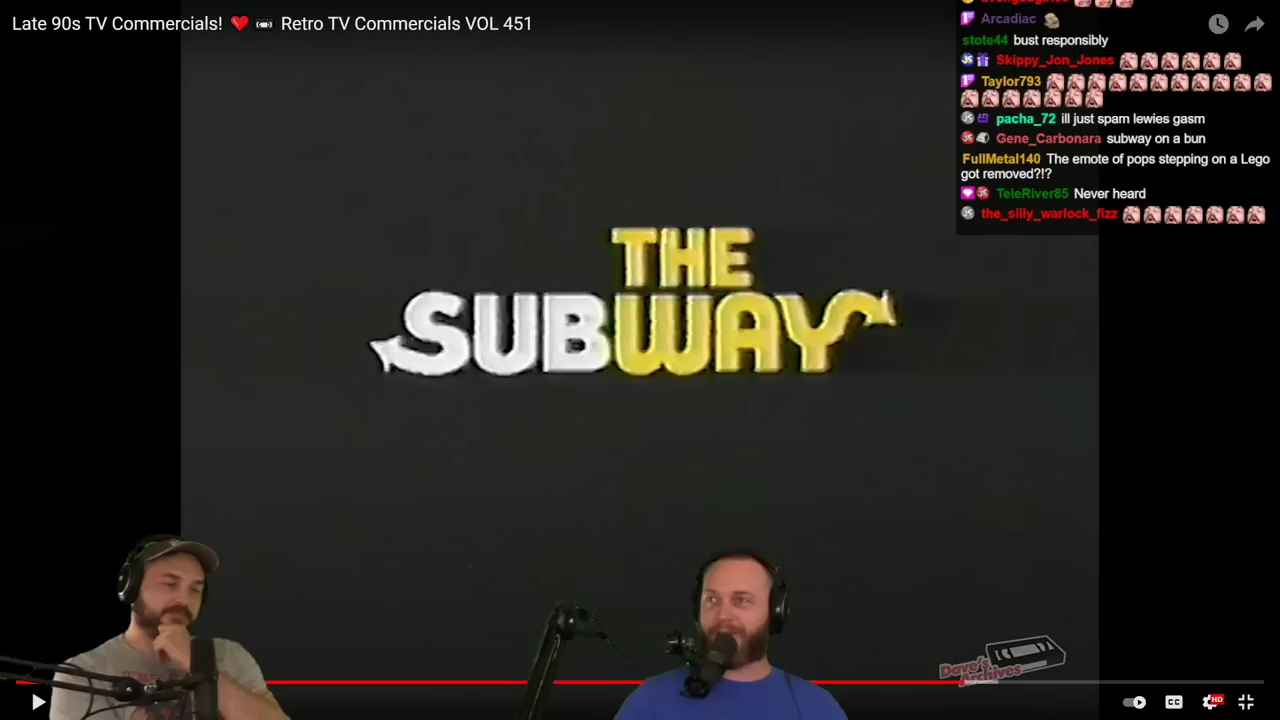 Late 90s TV Commercials! ❤️ 📼 Retro TV Commercials VOL 451
Arcadiac
stote44 bust responsibly
Skippy_Jon_Jones
Taylor793
pacha_72 ill just spam lewies gasm
Gene_Carbonara subway on a bun
FullMetal140 The emote of pops stepping on a Lego
got removed?!?
TeleRiver85 Never heard
the_silly_warlock_fizz
THE
SUBWAY
Dave's
Archives
CC
HD